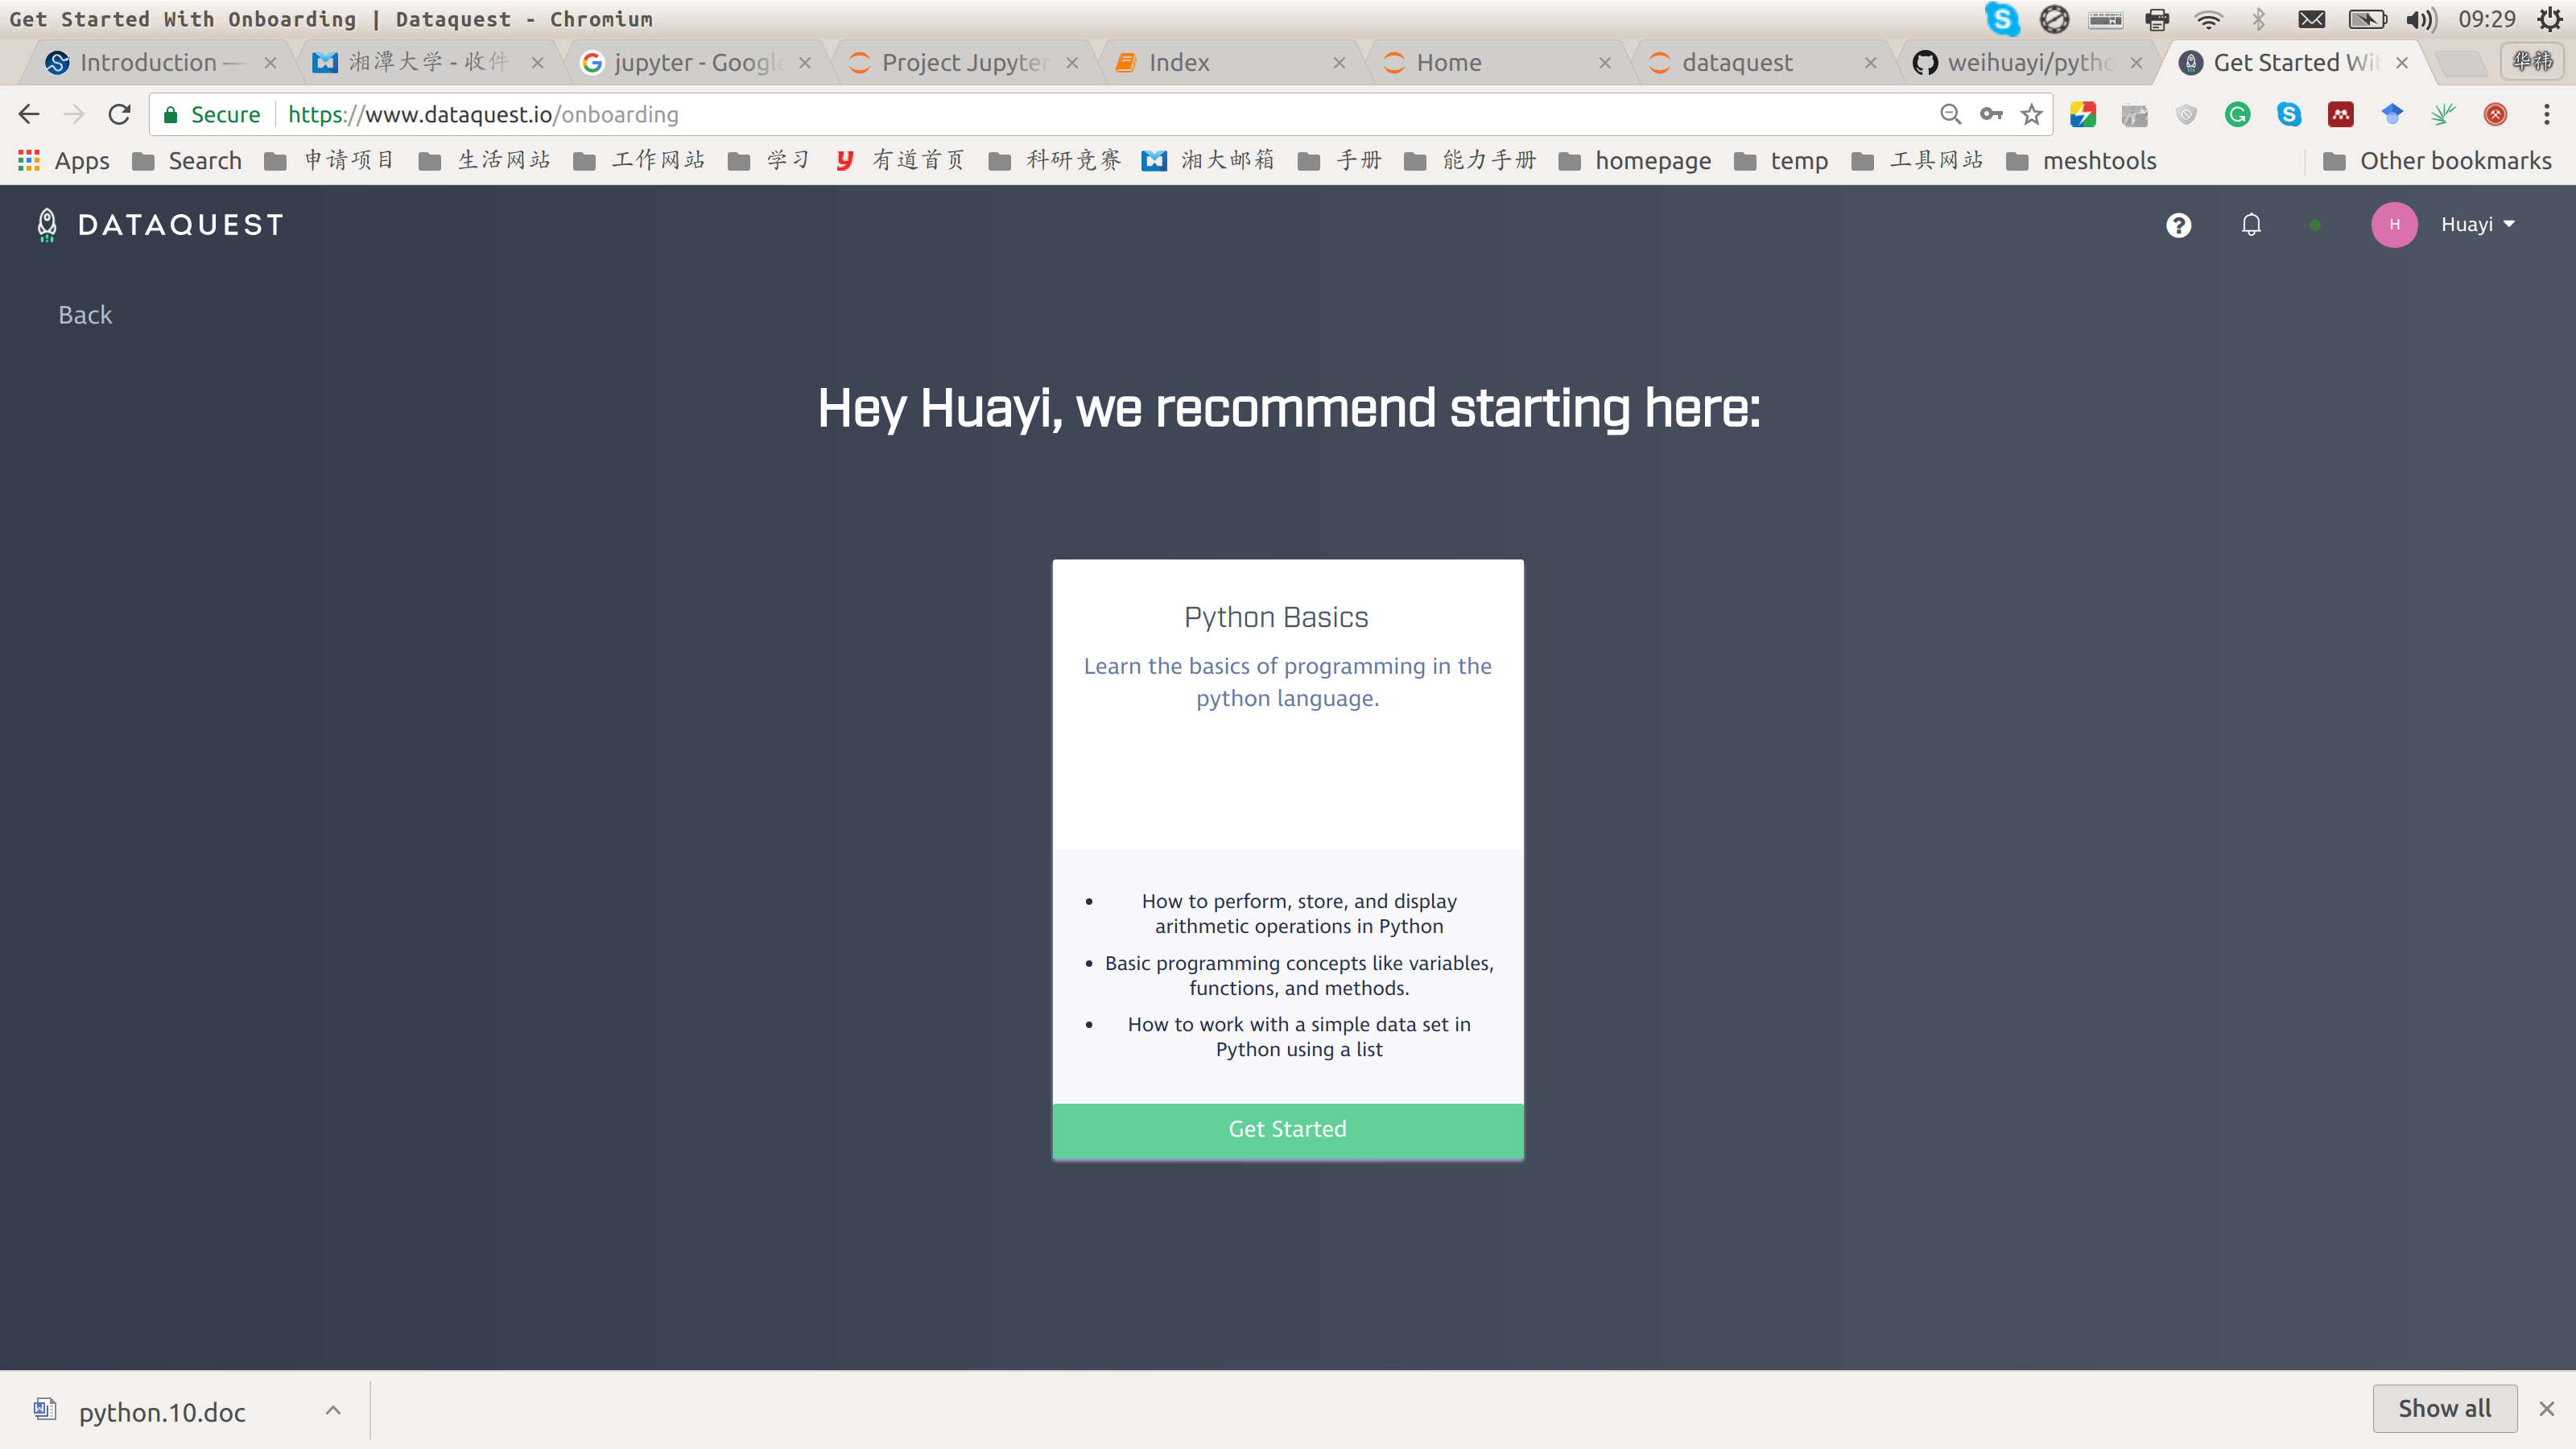 Get Started With Onboarding | Dataquest - Chromium
09:29
Introduction —
湘潭大学 - 收件
jupyter - Googl
Project Jupyter
Index
Home
dataquest
weihuayi/pytho
Get Started Wit
华祎
Secure https://www.dataquest.io/onboarding
Apps
Search
申请项目
生活网站
工作网站
学习
有道首页
科研竞赛
湘大邮箱
手册
能力手册
homepage
temp
工具网站
meshtools
Other bookmarks
DATAQUEST
H
Huayi
Back
Hey Huayi, we recommend starting here:
Python Basics
Learn the basics of programming in the
python language.
• How to perform, store, and display
arithmetic operations in Python
• Basic programming concepts like variables,
functions, and methods.
• How to work with a simple data set in
Python using a list
Get Started
python.10.doc
Show all